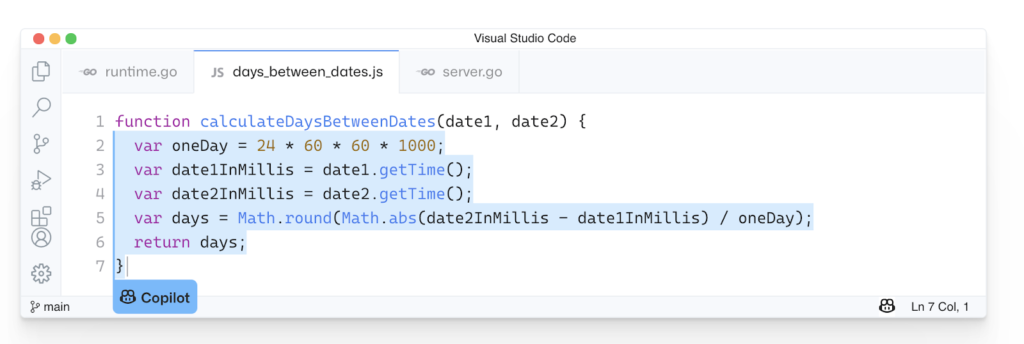 Visual Studio Code
GO runtime.go
JS days_between_dates.js
GO server.go
1 function calculateDaysBetweenDates(date1, date2) {
2 var oneDay = 24 * 60 * 60 * 1000;
3 var date1InMillis = date1.getTime();
4 var date2InMillis = date2.getTime();
5 var days = Math.round(Math.abs(date2InMillis - date1InMillis) / oneDay);
6 return days;
7 }
Copilot
main
Ln 7 Col, 1